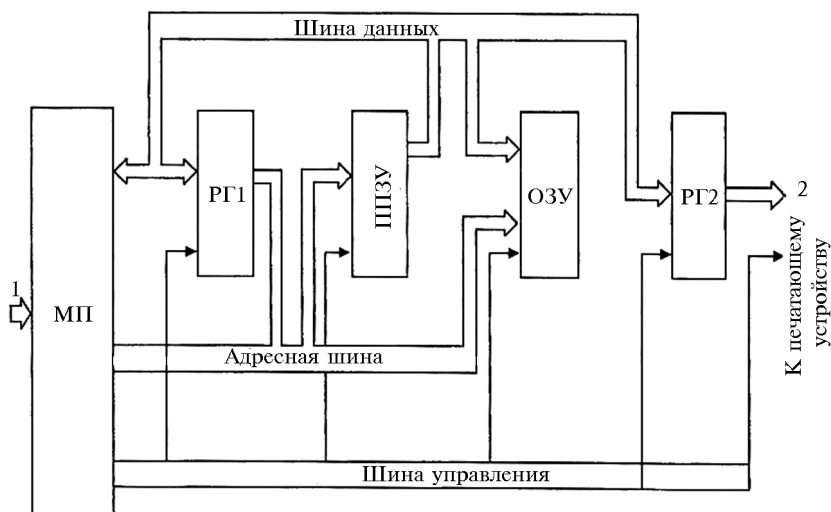 Шина данных
РГ1
ППЗУ
ОЗУ
РГ2
2
1
МП
К печатающему
устройству
Адресная шина
Шина управления